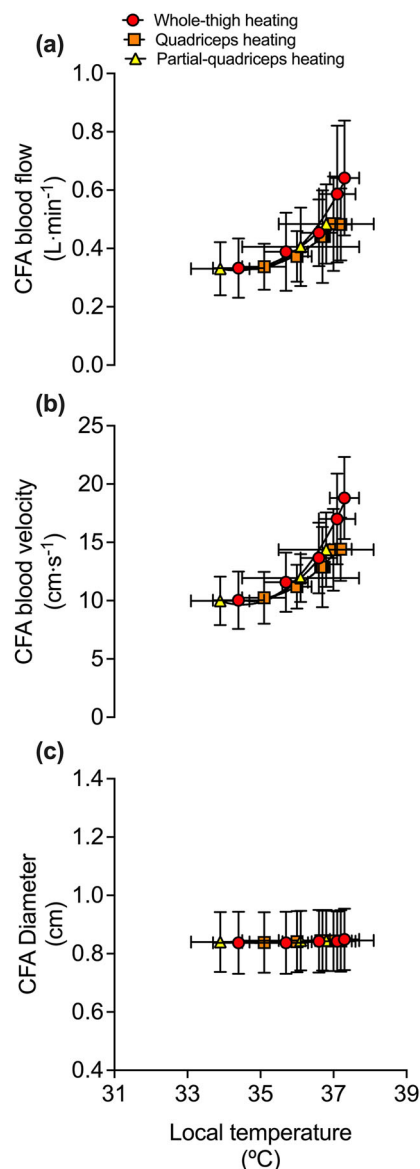 Whole-thigh heating
Quadriceps heating
Partial-quadriceps heating
(a)
1.0
0.8
0.6
0.4
0.2
0.0
CFA blood flow
(L·min⁻¹)
(b)
25
20
15
10
5
0
CFA blood velocity
(cm·s⁻¹)
(c)
1.4
1.2
1.0
0.8
0.6
0.4
CFA Diameter
(cm)
31 33 35 37 39
Local temperature
(ºC)